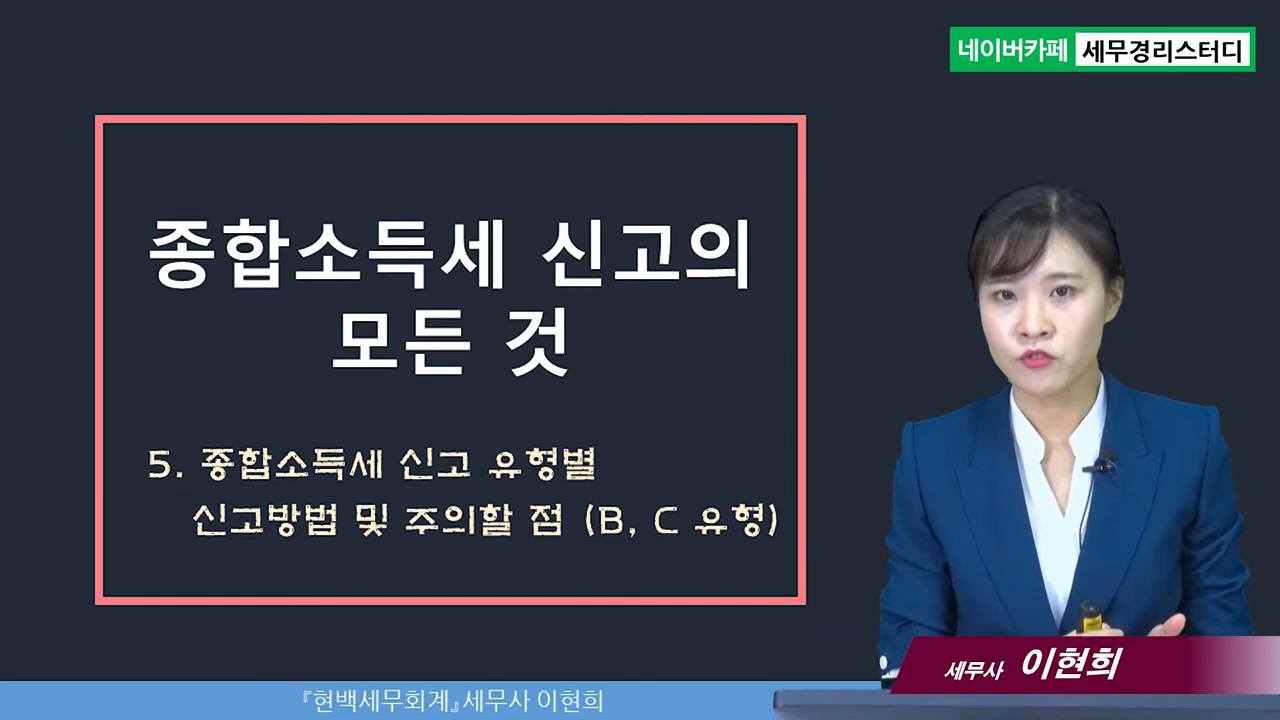 네이버카페 세무경리스터디
종합소득세 신고의
모든 것
5. 종합소득세 신고 유형별
신고방법 및 주의할 점 (B, C 유형)
세무사 이현희
『현백세무회계』세무사 이현희